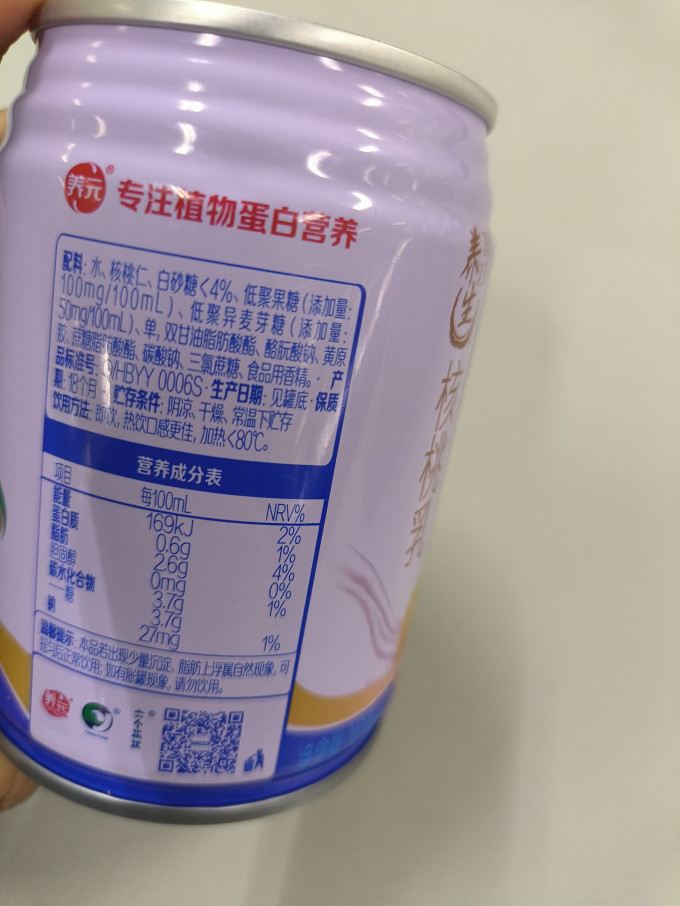 养元®
专注植物蛋白营养
配料: 水、核桃仁、白砂糖<4%、低聚果糖(添加量:
100mg/100mL)、低聚异麦芽糖(添加量:
50mg/100mL)、单,双甘油脂肪酸酯、酪朊酸钠、黄原
胶、蔗糖脂肪酸酯、碳酸钠、三氯蔗糖、食品用香精。· 产
品标准号: Q/HBYY 0006S · 生产日期: 见罐底 · 保质
期: 18个月 · 贮存条件: 阴凉、干燥、常温下贮存
饮用方法: 即饮, 热饮口感更佳, 加热<80℃。
营养成分表
项目 每100mL NRV%
能量 169kJ 2%
蛋白质 0.6g 1%
脂肪 2.6g 4%
胆固醇 0mg 0%
碳水化合物 3.7g 1%
—糖 3.7g
钠 27mg 1%
温馨提示: 本品若出现少量沉淀、脂肪上浮属自然现象, 可
摇匀后正常饮用; 如有胀罐现象, 请勿饮用。
养元®
六个核桃®
养生
核桃乳